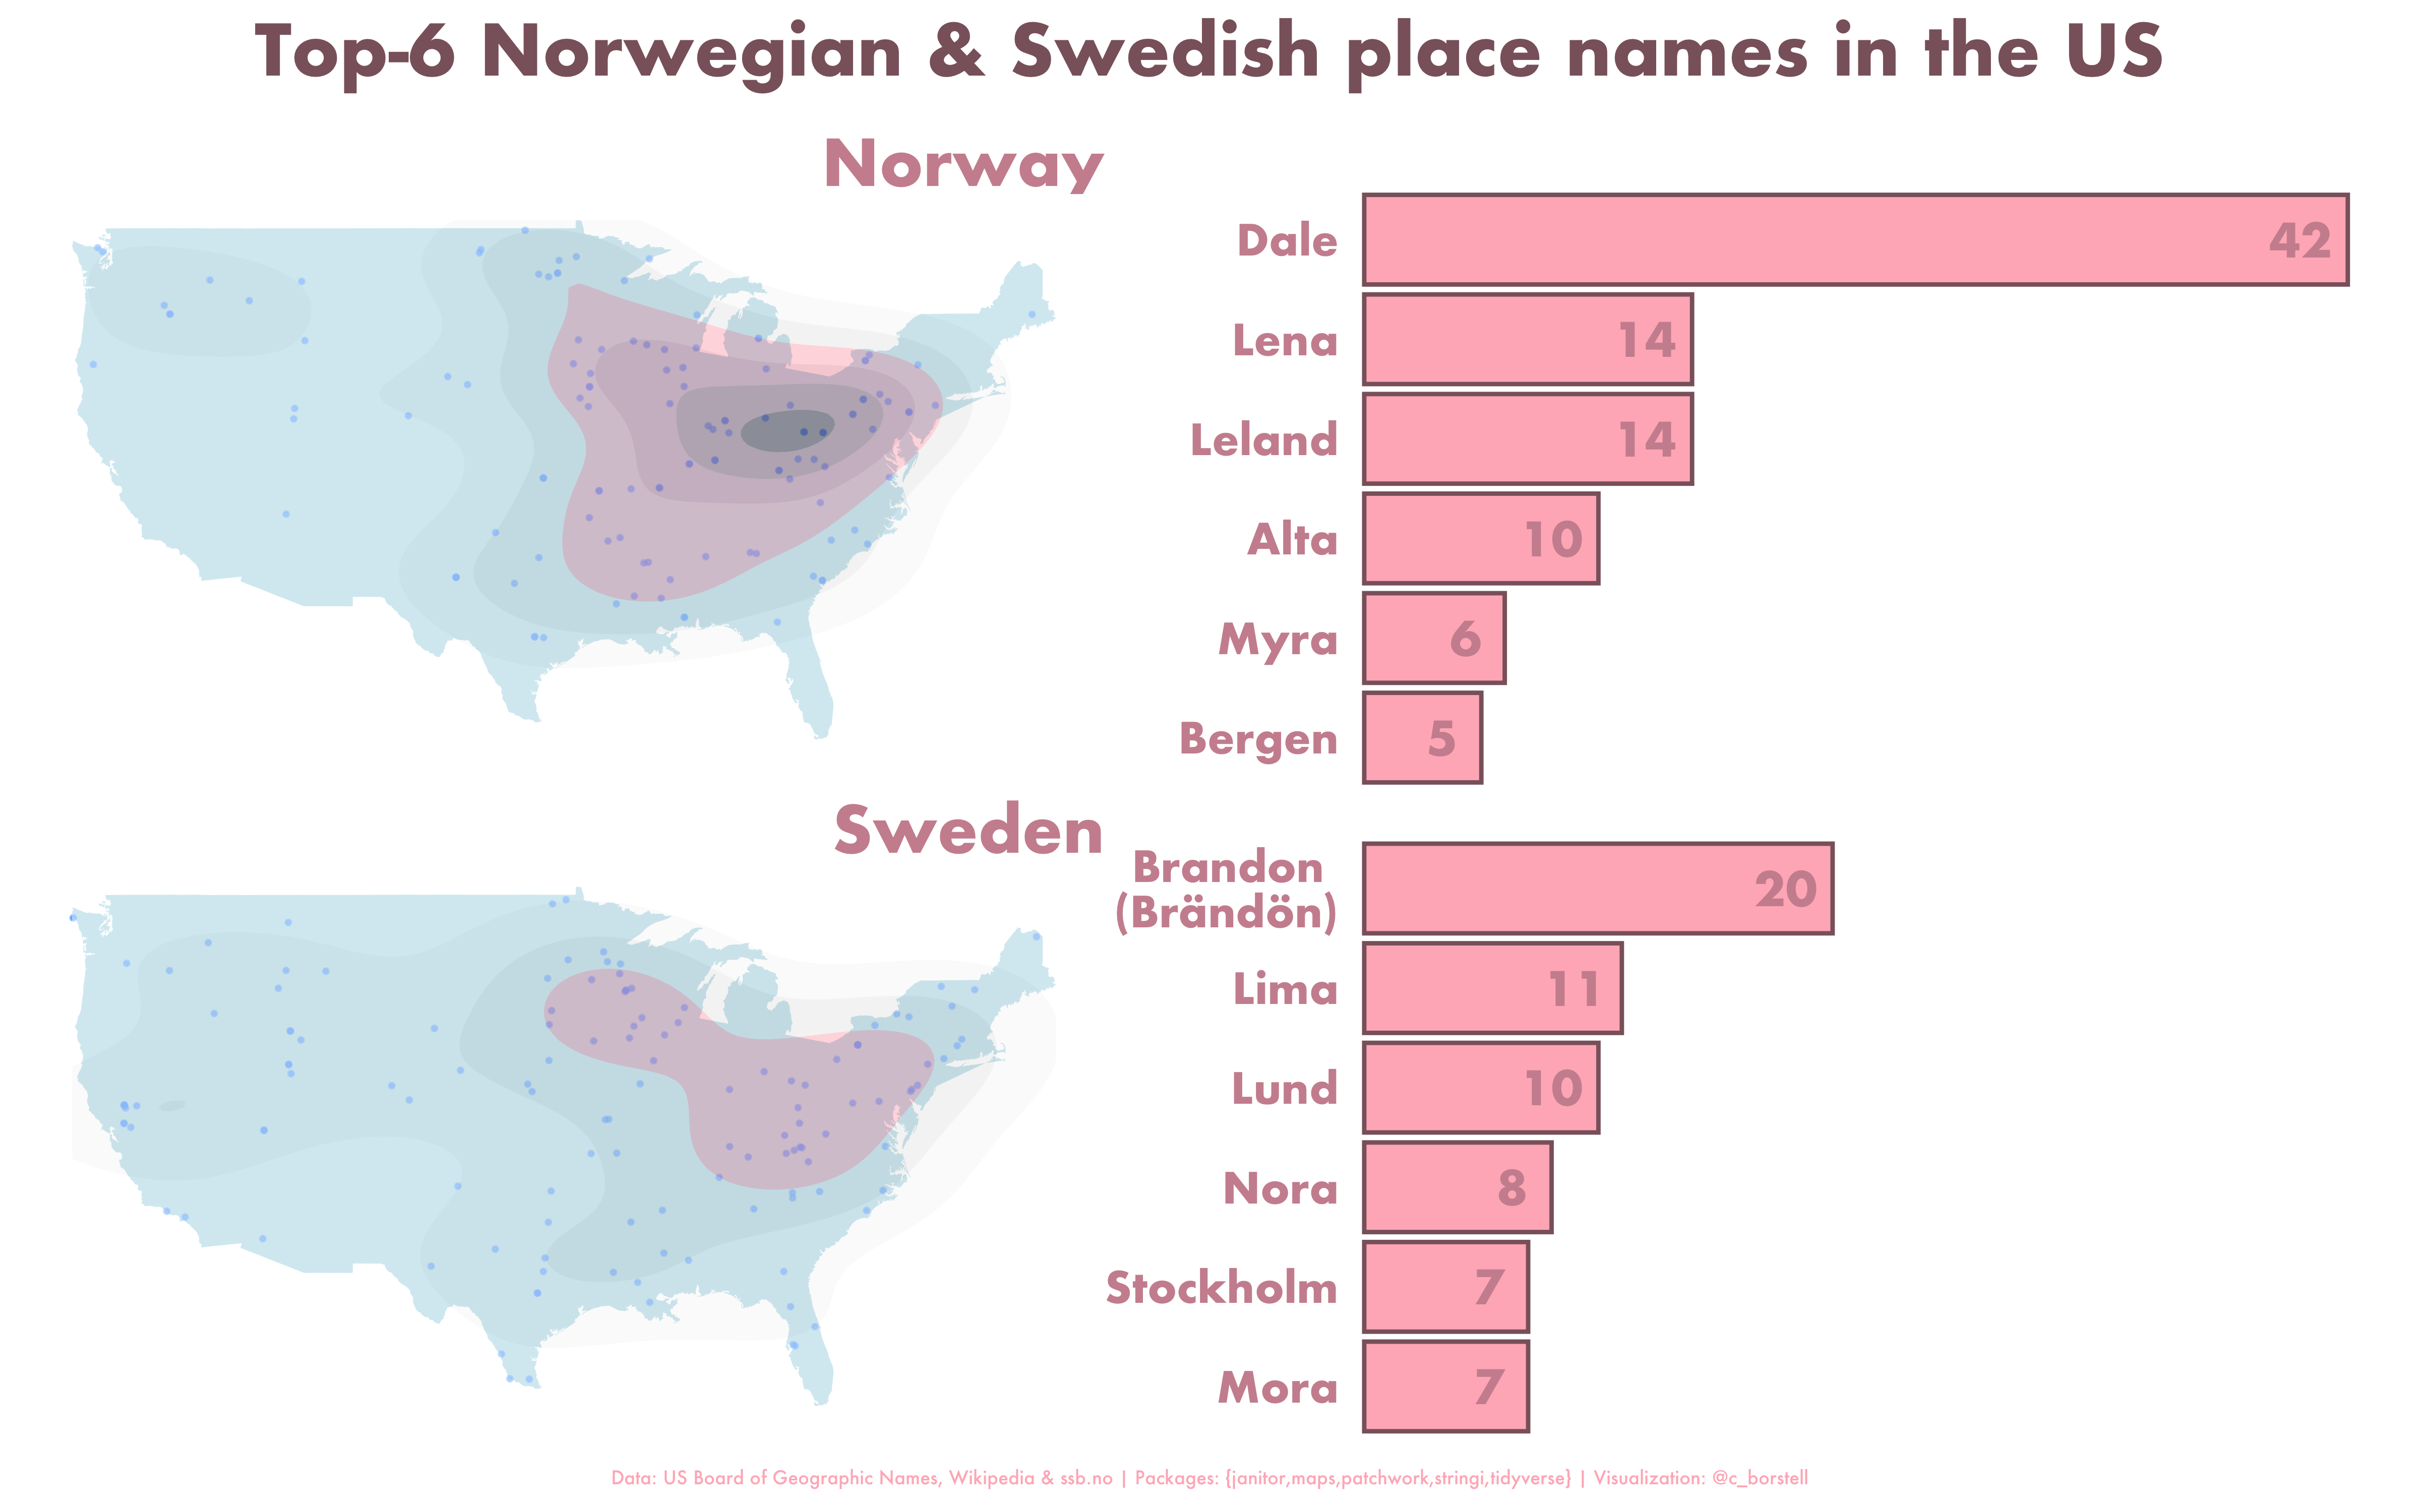 Top-6 Norwegian & Swedish place names in the US
Norway
Dale
42
Lena
14
Leland
14
Alta
10
Myra
6
Bergen
5
Sweden
Brandon
(Brändön)
20
Lima
11
Lund
10
Nora
8
Stockholm
7
Mora
7
Data: US Board of Geographic Names, Wikipedia & ssb.no | Packages: {janitor,maps,patchwork,stringi,tidyverse} | Visualization: @c_borstell